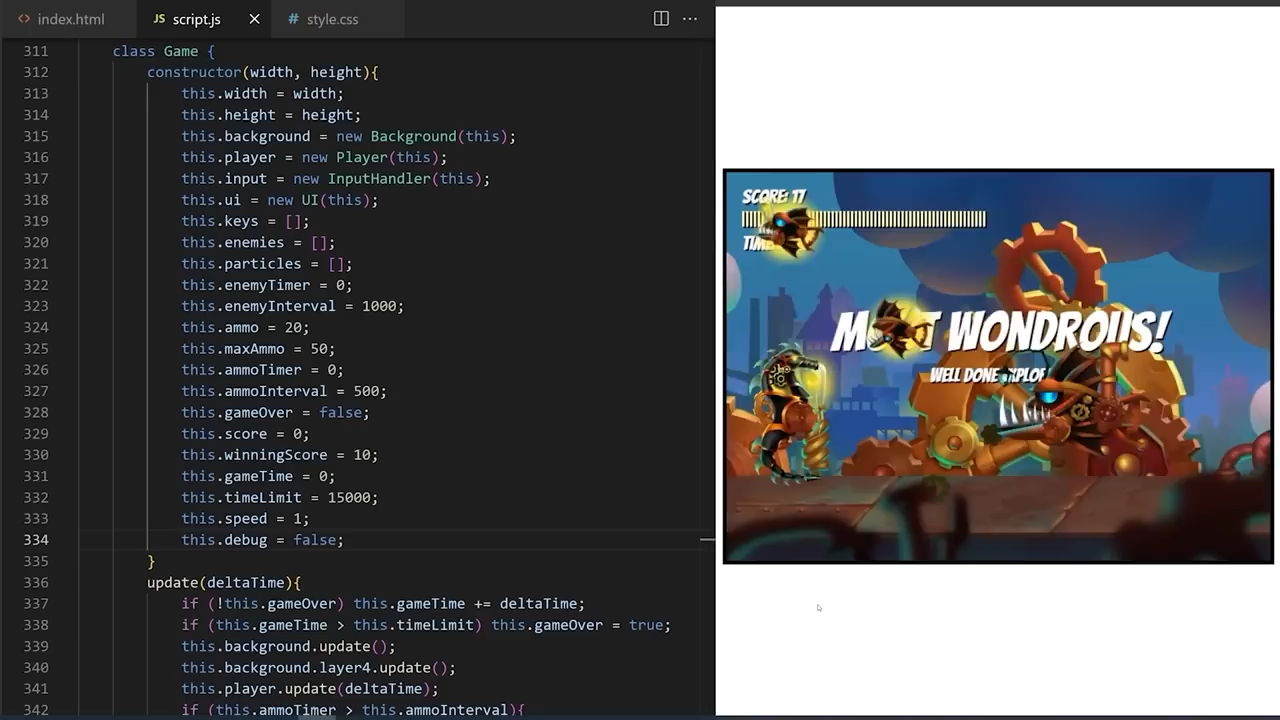 index.html
JS script.js
# style.css
311 class Game {
312 constructor(width, height){
313 this.width = width;
314 this.height = height;
315 this.background = new Background(this);
316 this.player = new Player(this);
317 this.input = new InputHandler(this);
318 this.ui = new UI(this);
319 this.keys = [];
320 this.enemies = [];
321 this.particles = [];
322 this.enemyTimer = 0;
323 this.enemyInterval = 1000;
324 this.ammo = 20;
325 this.maxAmmo = 50;
326 this.ammoTimer = 0;
327 this.ammoInterval = 500;
328 this.gameOver = false;
329 this.score = 0;
330 this.winningScore = 10;
331 this.gameTime = 0;
332 this.timeLimit = 15000;
333 this.speed = 1;
334 this.debug = false;
335 }
336 update(deltaTime){
337 if (!this.gameOver) this.gameTime += deltaTime;
338 if (this.gameTime > this.timeLimit) this.gameOver = true;
339 this.background.update();
340 this.background.layer4.update();
341 this.player.update(deltaTime);
342 if (this.ammoTimer > this.ammoInterval){
SCORE: 17
WONDROUS!
WELL DONE